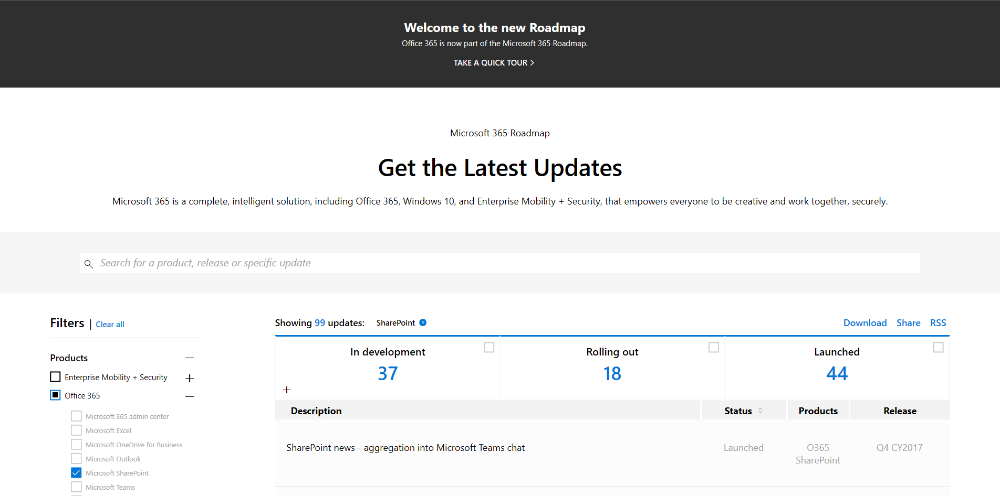 Welcome to the new Roadmap
Office 365 is now part of the Microsoft 365 Roadmap.
TAKE A QUICK TOUR >
Microsoft 365 Roadmap
Get the Latest Updates
Microsoft 365 is a complete, intelligent solution, including Office 365, Windows 10, and Enterprise Mobility + Security, that empowers everyone to be creative and work together, securely.
Search for a product, release or specific update
Filters | Clear all
Products
Enterprise Mobility + Security
Office 365
Microsoft 365 admin center
Microsoft Excel
Microsoft OneDrive for Business
Microsoft Outlook
Microsoft SharePoint
Microsoft Teams
Showing 99 updates: SharePoint
Download Share RSS
In development
37
Rolling out
18
Launched
44
Description Status Products Release
SharePoint news - aggregation into Microsoft Teams chat Launched O365 Q4 CY2017
SharePoint